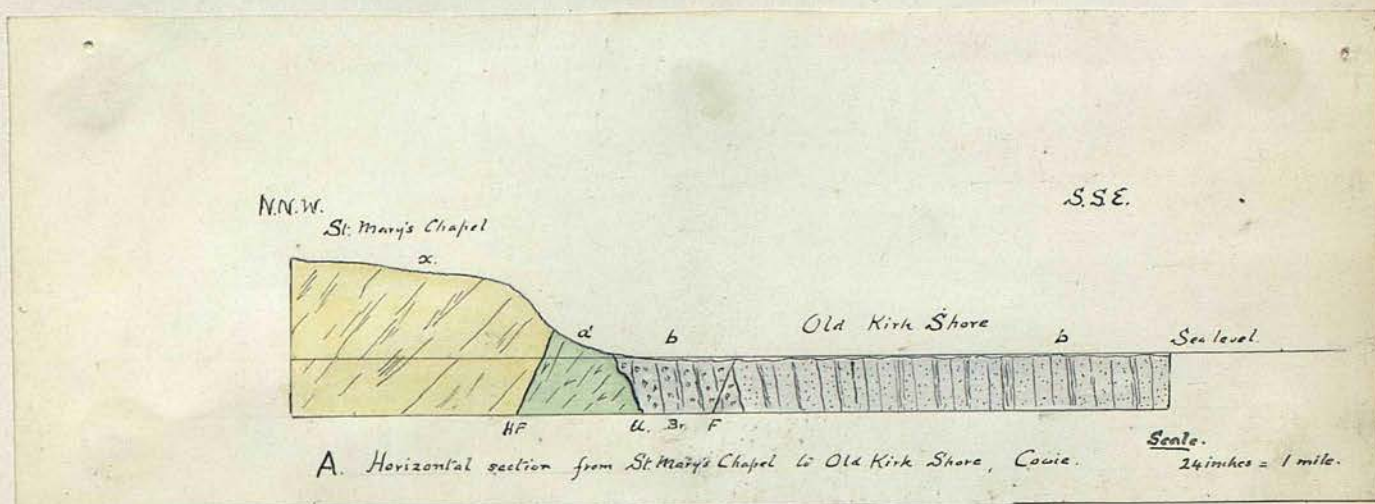 N.N.W. S.S.E.
St. Mary's Chapel
x.
a b Old Kirk Shore b Sea level.
HF U. Br. F
Scale.
A. Horizontal section from St. Mary's Chapel to Old Kirk Shore, Cowie. 24 inches = 1 mile.